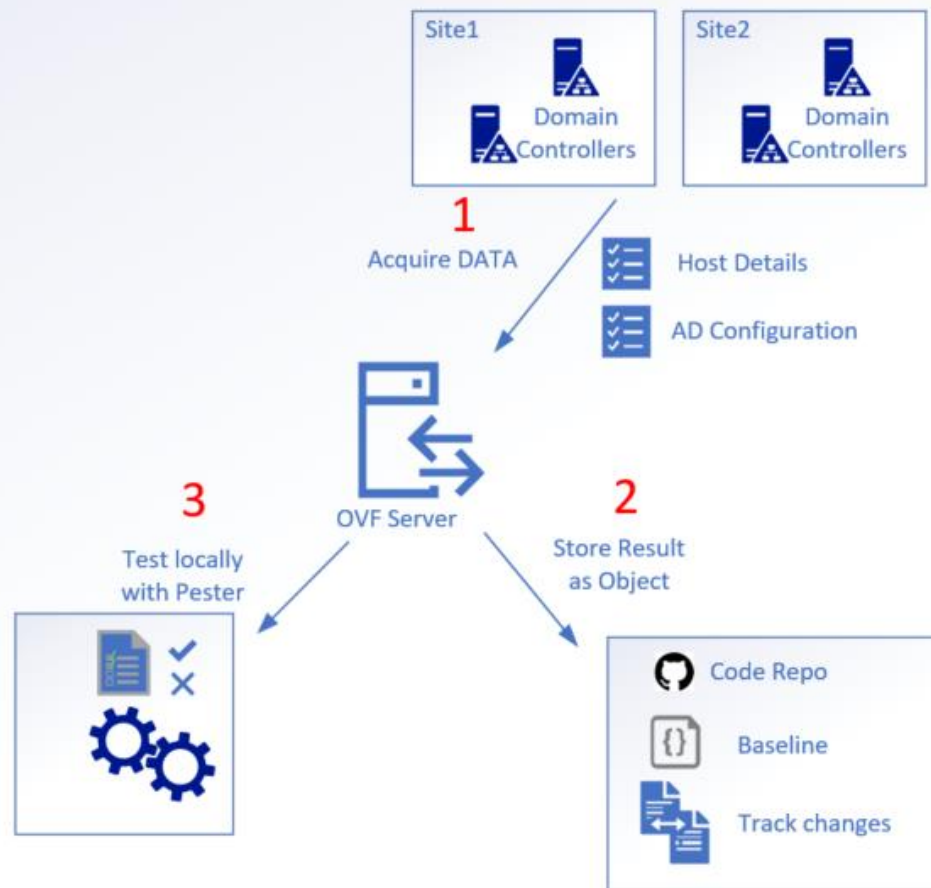 Site1
Domain
Controllers
Site2
Domain
Controllers
1
Acquire DATA
Host Details
AD Configuration
OVF Server
3
Test locally
with Pester
2
Store Result
as Object
Code Repo
{}
Baseline
Track changes